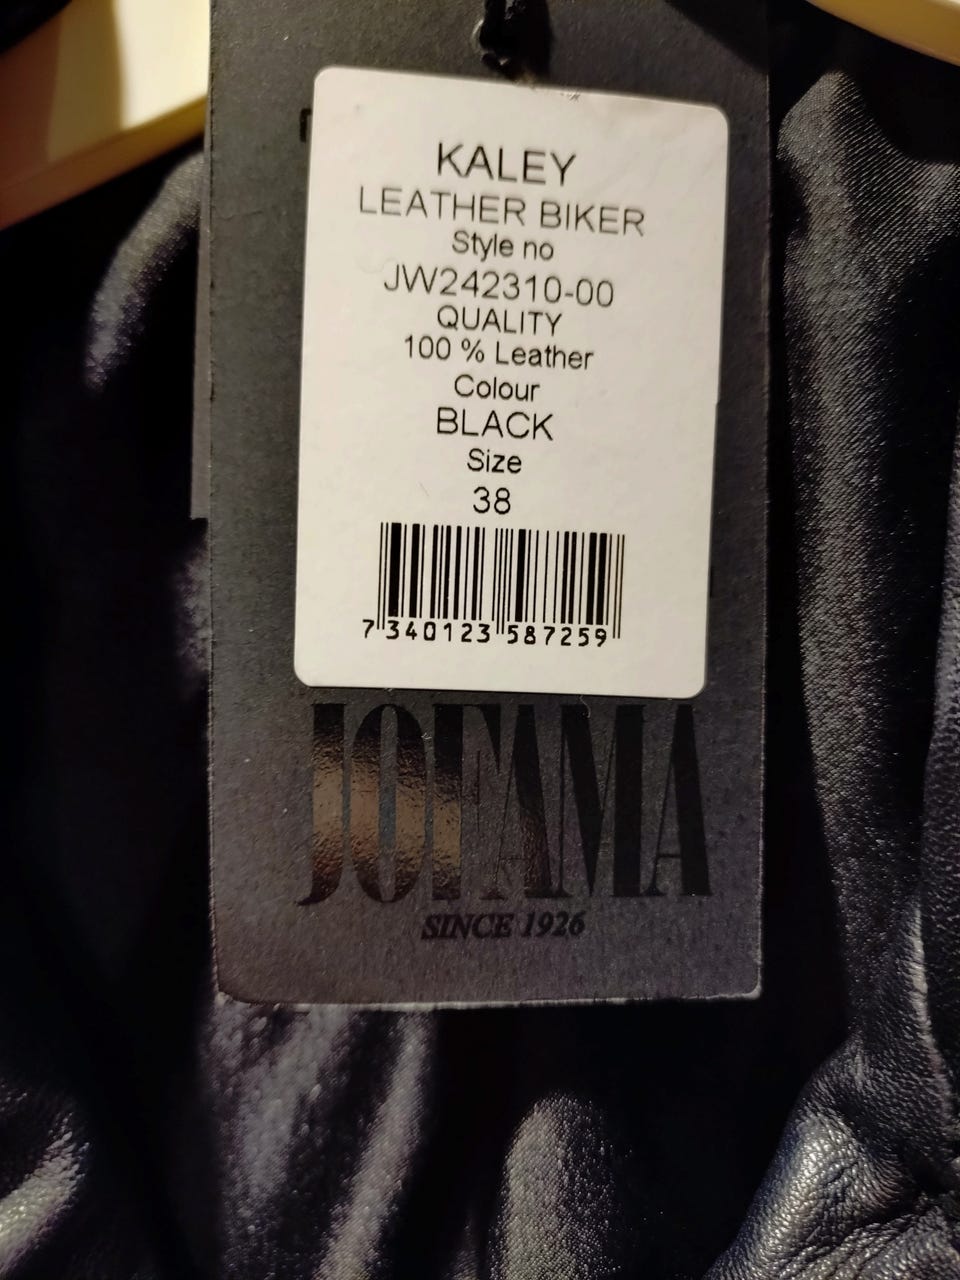 KALEY
LEATHER BIKER
Style no
JW242310-00
QUALITY
100 % Leather
Colour
BLACK
Size
38
7 340123 587259
JOFAMA
SINCE 1926